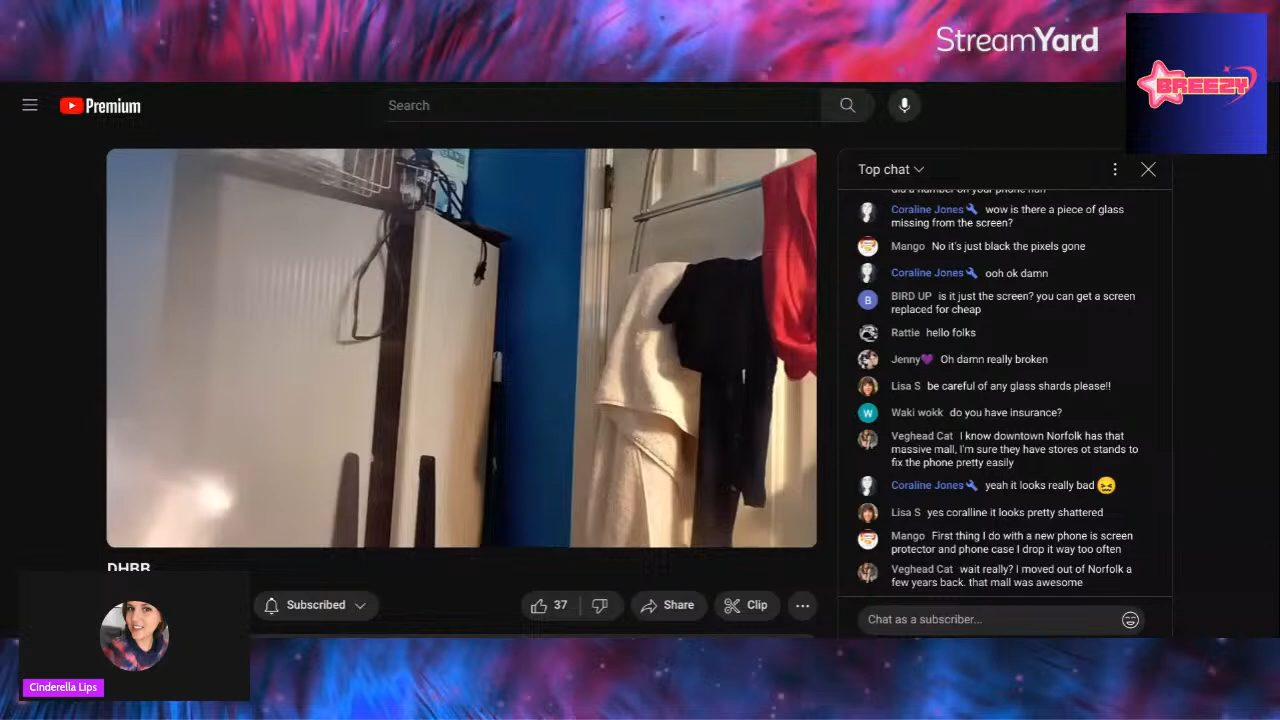 StreamYard
BREEZY
Premium
Search
Top chat
did a number on your phone huh
Coraline Jones wow is there a piece of glass
missing from the screen?
Mango No it's just black the pixels gone
Coraline Jones ooh ok damn
B BIRD UP is it just the screen? you can get a screen
replaced for cheap
Rattie hello folks
Jenny💜 Oh damn really broken
Lisa S be careful of any glass shards please!!
W Waki wokk do you have insurance?
Veghead Cat I know downtown Norfolk has that
massive mall, I'm sure they have stores ot stands to
fix the phone pretty easily
Coraline Jones yeah it looks really bad 😖
Lisa S yes coralline it looks pretty shattered
Mango First thing I do with a new phone is screen
protector and phone case I drop it way too often
Veghead Cat wait really? I moved out of Norfolk a
few years back. that mall was awesome
Chat as a subscriber...
DHBB
Subscribed
37
Share
Clip
Cinderella Lips